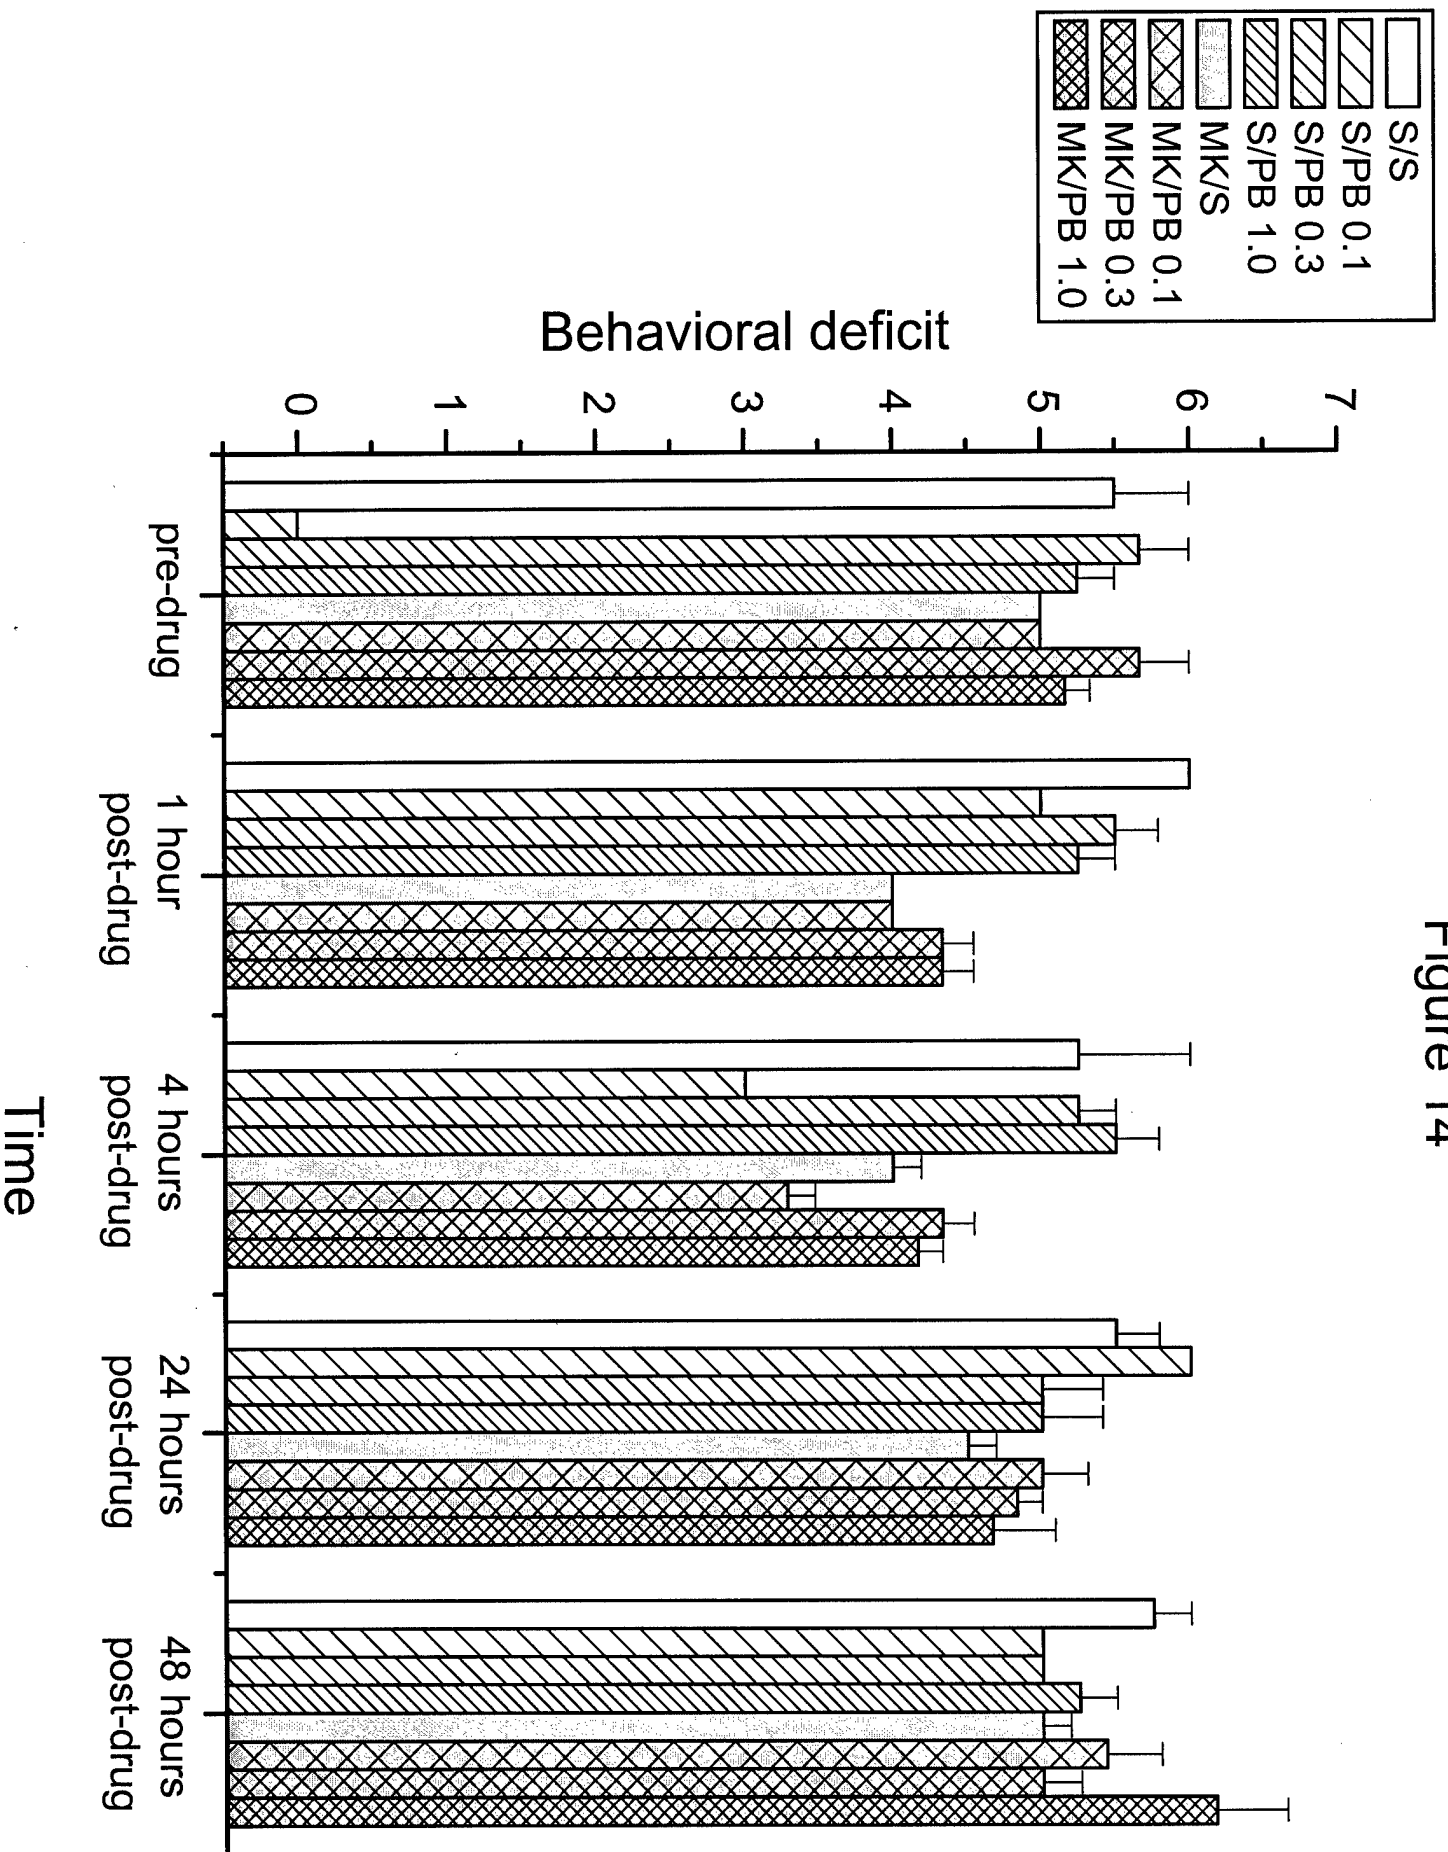 Figure 14
S/S
S/PB 0.1
S/PB 0.3
S/PB 1.0
MK/S
MK/PB 0.1
MK/PB 0.3
MK/PB 1.0
Behavioral deficit
7
6
5
4
3
2
1
0
pre-drug
1 hour
post-drug
4 hours
post-drug
24 hours
post-drug
48 hours
post-drug
Time